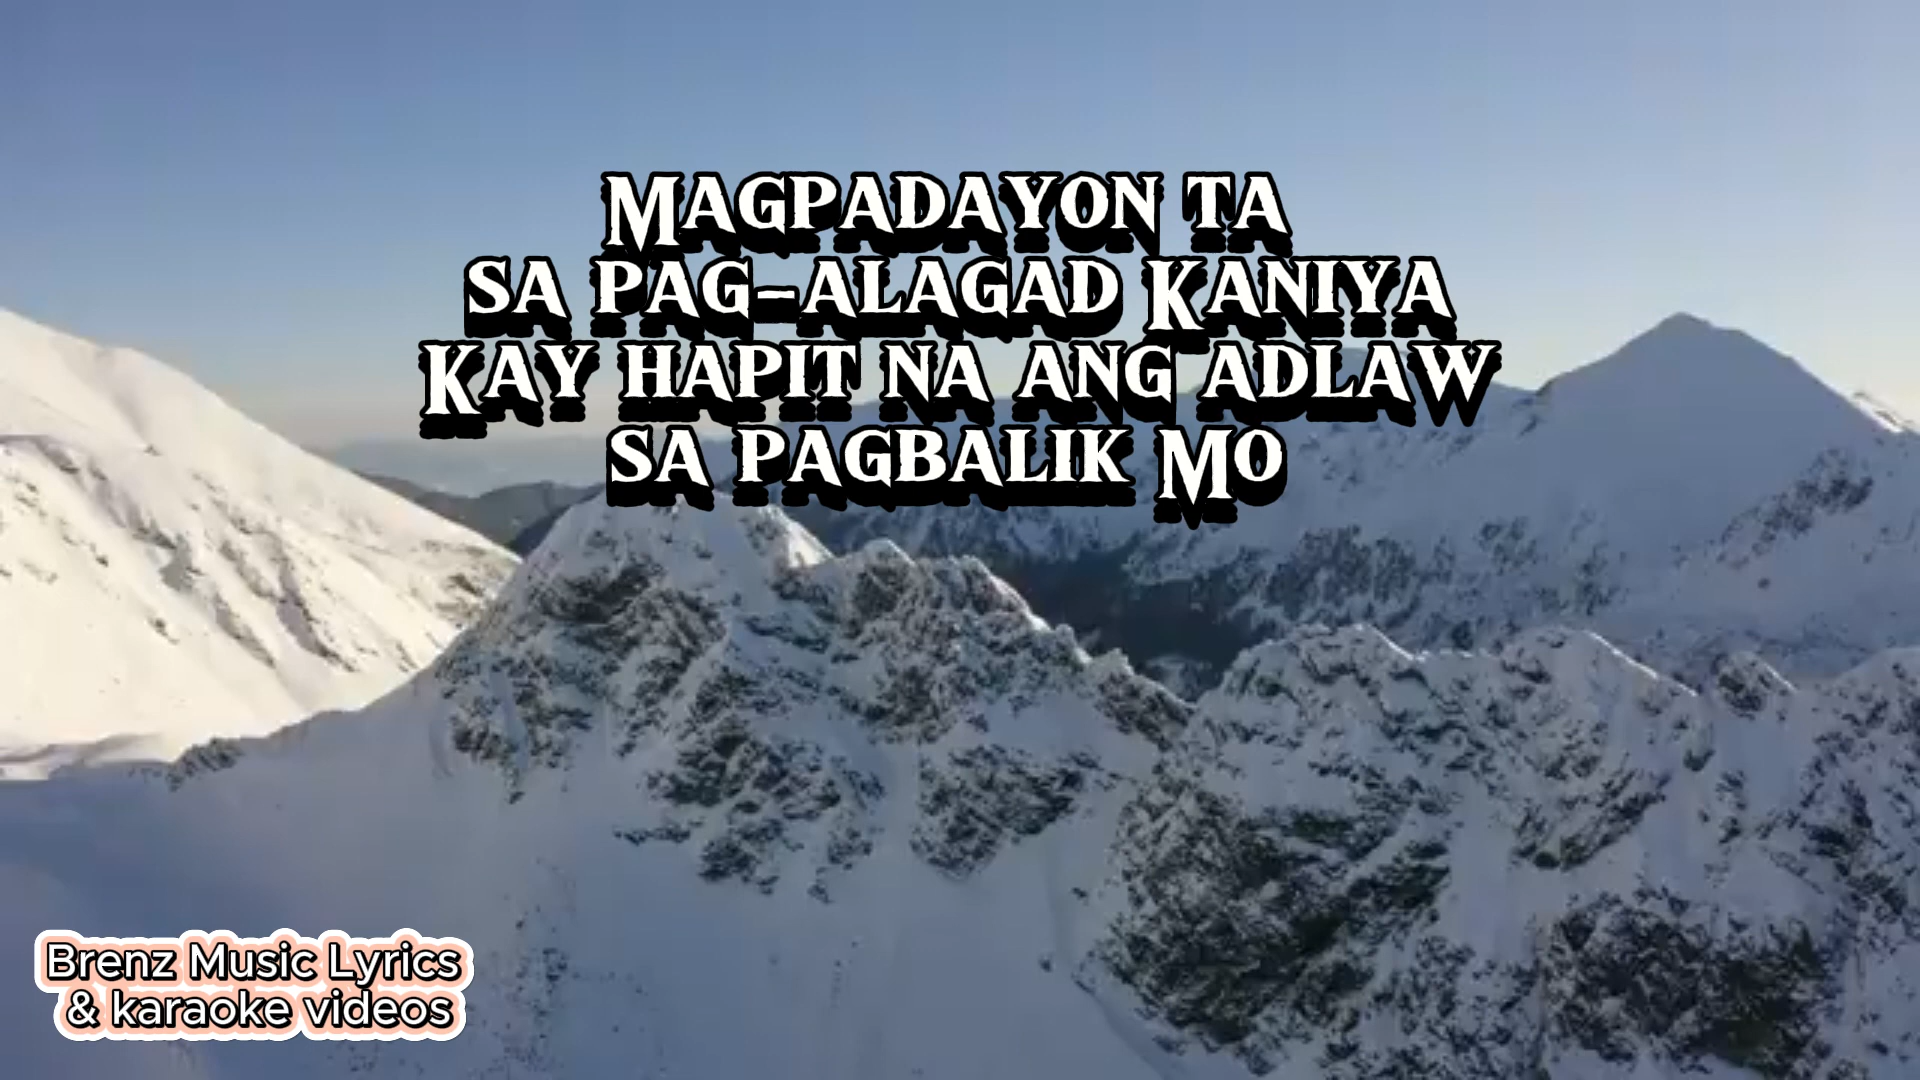 Magpadayon ta
sa pag-alagad Kaniya
Kay hapit na ang adlaw
sa pagbalik Mo
Brenz Music Lyrics
& karaoke videos